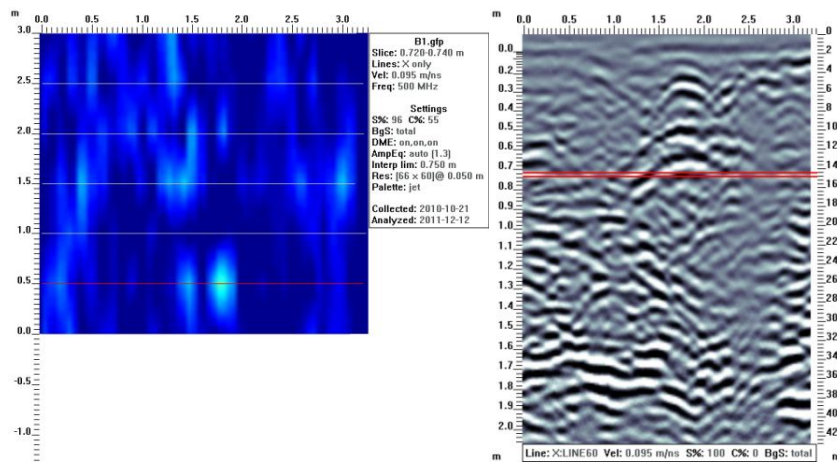 m
0.0 0.5 1.0 1.5 2.0 2.5 3.0
3.0
2.5
2.0
1.5
1.0
0.5
0.0
-0.5
-1.0
m
B1.gfp
Slice: 0.720-0.740 m
Lines: X only
Vel: 0.095 m/ns
Freq: 500 MHz
Settings
S%: 96 C%: 55
BgS: total
DME: on,on,on
AmpEq: auto (1.3)
Interp lim: 0.750 m
Res: (66 x 60)@ 0.050 m
Palette: jet
Collected: 2010-10-21
Analyzed: 2011-12-12
m
0.0 0.5 1.0 1.5 2.0 2.5 3.0
0.0
0.2
0.3
0.4
0.5
0.6
0.7
0.8
0.9
1.0
1.2
1.3
1.4
1.5
1.6
1.7
1.8
1.9
2.0
m
0
2
4
6
8
10
12
14
16
18
20
22
24
26
28
30
32
34
36
38
40
42
Line: X:LINE60 Vel: 0.095 m/ns S%: 100 C%: 0 BgS: total